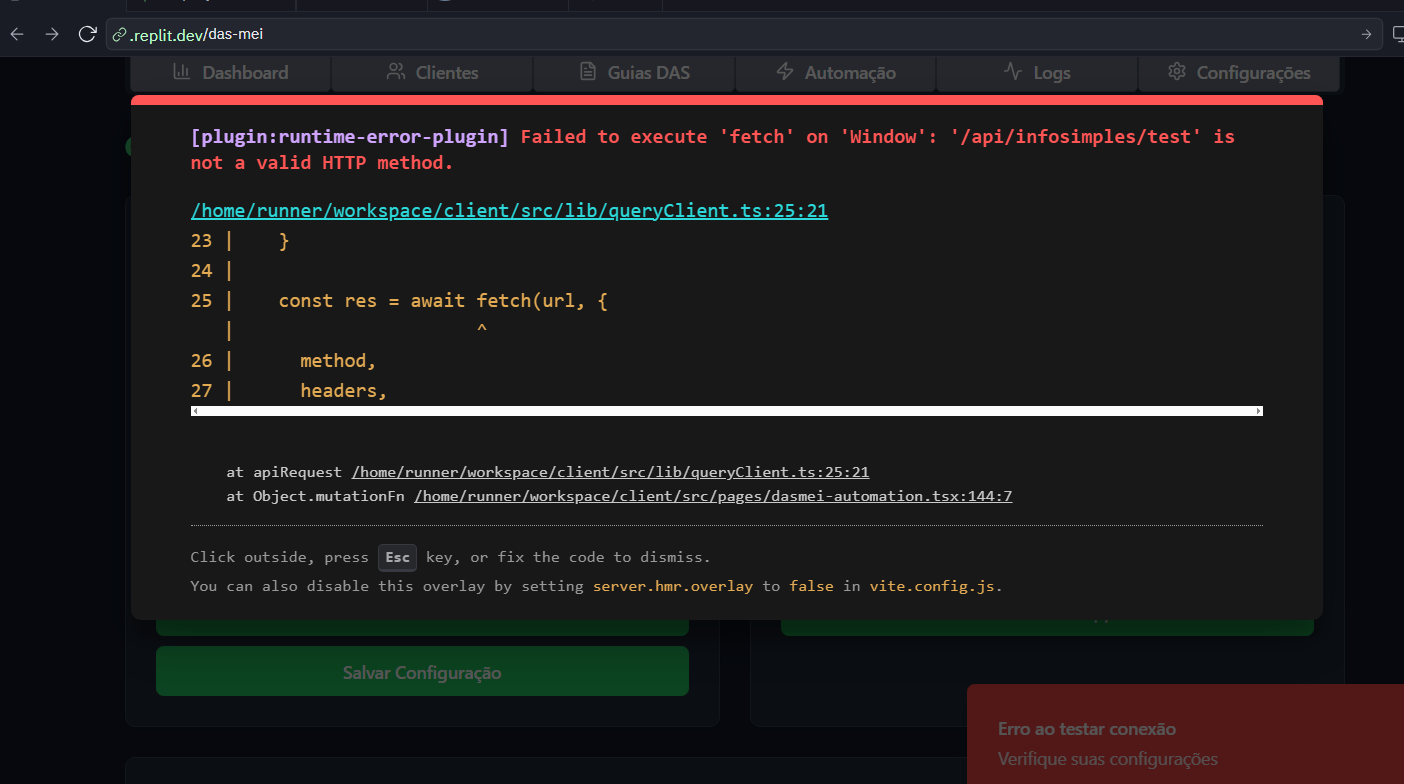 .replit.dev/das-mei
Dashboard
Clientes
Guias DAS
Automação
Logs
Configurações
[plugin:runtime-error-plugin] Failed to execute 'fetch' on 'Window': '/api/infosimples/test' is
not a valid HTTP method.
/home/runner/workspace/client/src/lib/queryClient.ts:25:21
23 |    }
24 |
25 |    const res = await fetch(url, {
|                      ^
26 |      method,
27 |      headers,
at apiRequest /home/runner/workspace/client/src/lib/queryClient.ts:25:21
at Object.mutationFn /home/runner/workspace/client/src/pages/dasmei-automation.tsx:144:7
Click outside, press Esc key, or fix the code to dismiss.
You can also disable this overlay by setting server.hmr.overlay to false in vite.config.js.
Salvar Configuração
Erro ao testar conexão
Verifique suas configurações